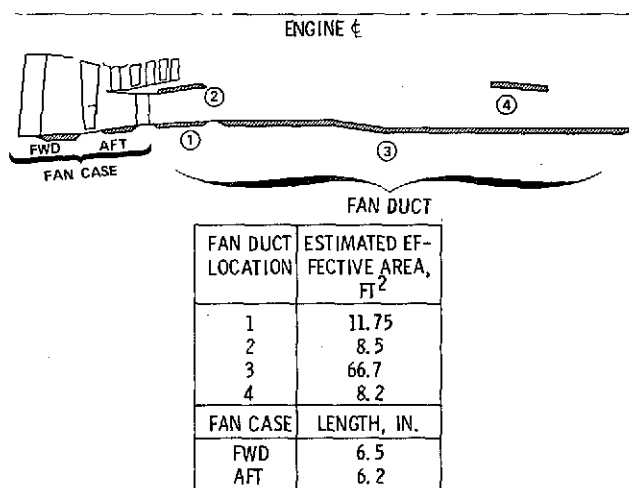 ENGINE ℄
②
④
①
③
FWD AFT
FAN CASE
FAN DUCT
FAN DUCT LOCATION ESTIMATED EF-
FECTIVE AREA,
FT2
1 11.75
2 8.5
3 66.7
4 8.2
FAN CASE LENGTH, IN.
FWD 6.5
AFT 6.2